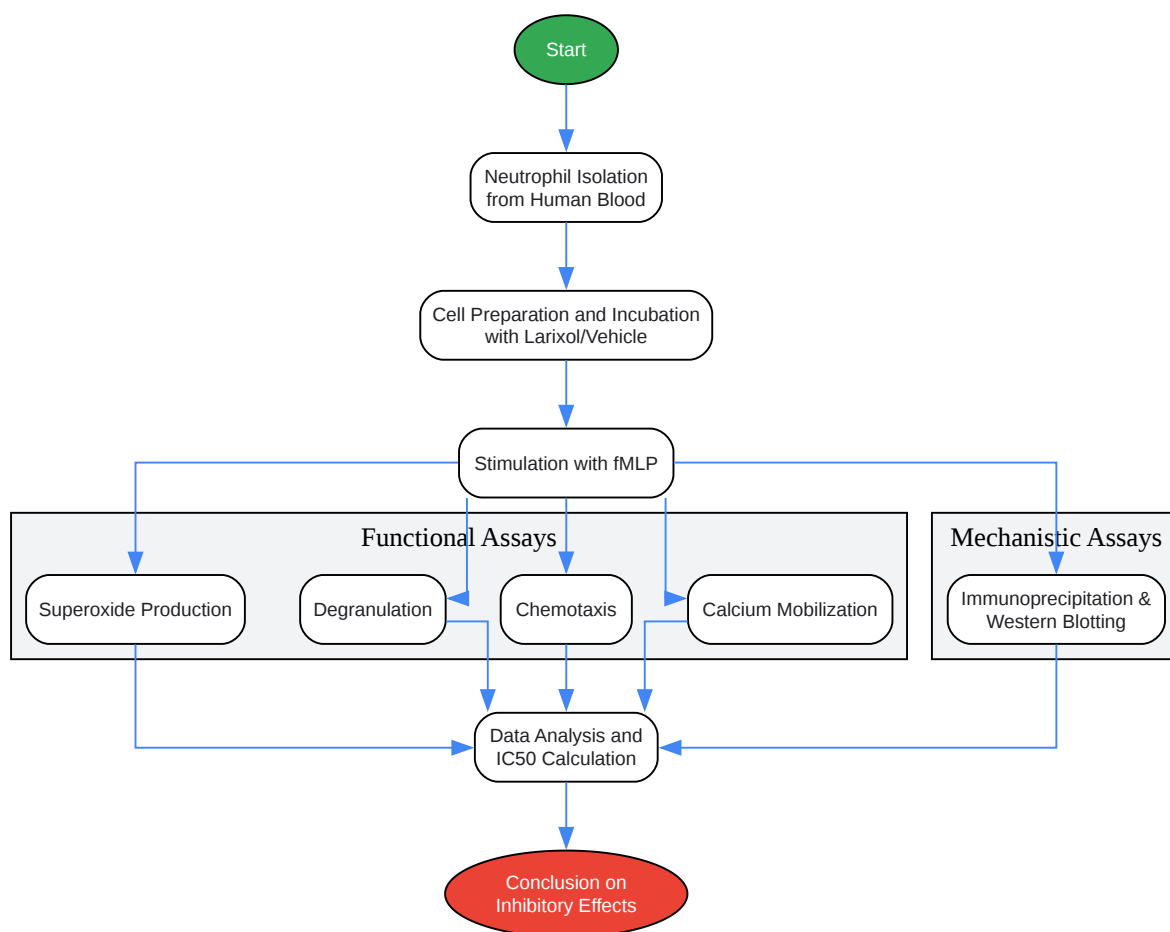 Start
Neutrophil Isolation
from Human Blood
Cell Preparation and Incubation
with Larixol/Vehicle
Stimulation with fMLP
Functional Assays
Mechanistic Assays
Superoxide Production
Degranulation
Chemotaxis
Calcium Mobilization
Immunoprecipitation &
Western Blotting
Data Analysis and
IC50 Calculation
Conclusion on
Inhibitory Effects